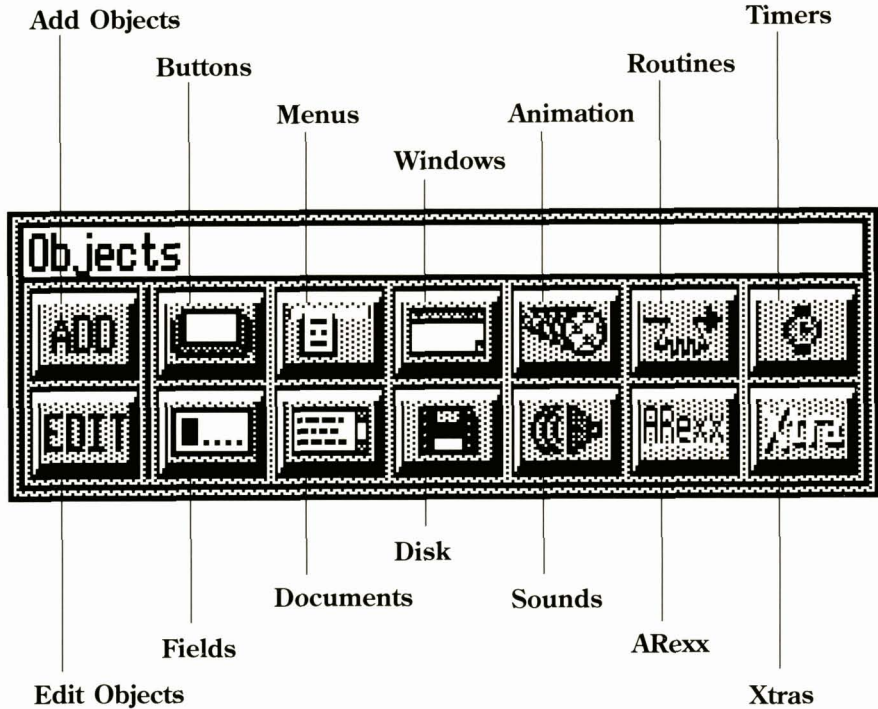 Add Objects
Timers
Buttons
Routines
Menus
Animation
Windows
Objects
ADD
EDIT
ARexx
Disk
Documents
Sounds
Fields
ARexx
Edit Objects
Xtras